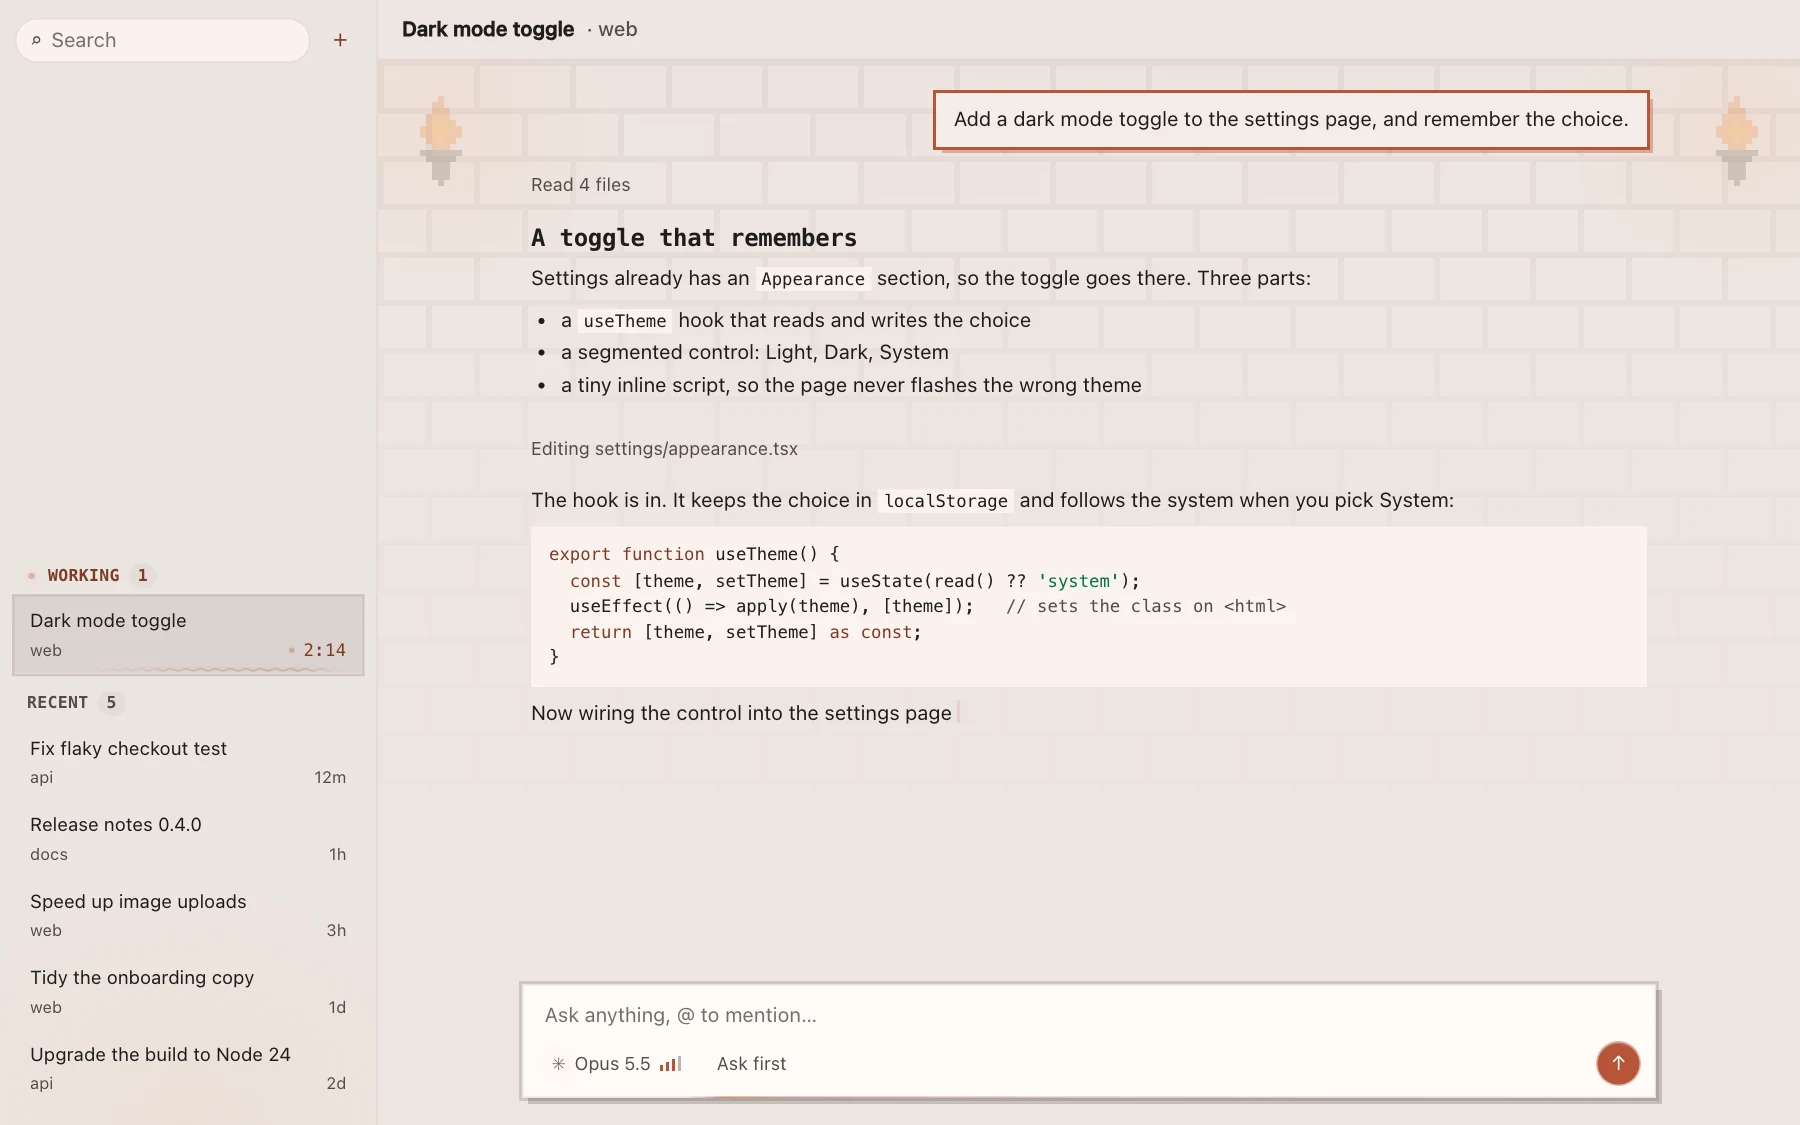 Search
+
WORKING 1
Dark mode toggle
web
2:14
RECENT 5
Fix flaky checkout test
api
12m
Release notes 0.4.0
docs
1h
Speed up image uploads
web
3h
Tidy the onboarding copy
web
1d
Upgrade the build to Node 24
api
2d
Dark mode toggle · web
Add a dark mode toggle to the settings page, and remember the choice.
Read 4 files
A toggle that remembers
Settings already has an Appearance section, so the toggle goes there. Three parts:
• a useTheme hook that reads and writes the choice
• a segmented control: Light, Dark, System
• a tiny inline script, so the page never flashes the wrong theme
Editing settings/appearance.tsx
The hook is in. It keeps the choice in localStorage and follows the system when you pick System:
export function useTheme() {
  const [theme, setTheme] = useState(read() ?? 'system');
  useEffect(() => apply(theme), [theme]);   // sets the class on <html>
  return [theme, setTheme] as const;
}
Now wiring the control into the settings page
Ask anything, @ to mention…
Opus 5.5
Ask first